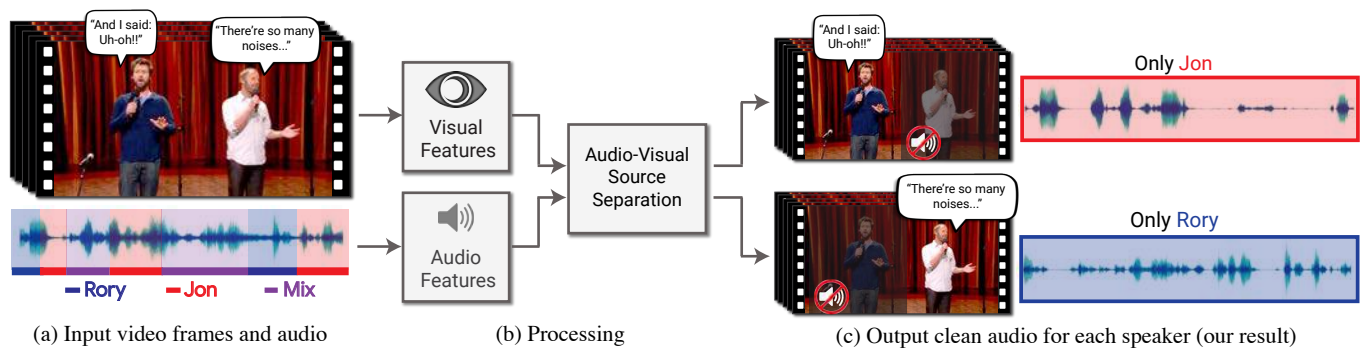 “And I said:
Uh-oh!!”
“There’re so many
noises...”
Rory
Jon
Mix
(a) Input video frames and audio
Visual
Features
Audio
Features
Audio-Visual
Source
Separation
(b) Processing
“And I said:
Uh-oh!!”
Only Jon
“There’re so many
noises...”
Only Rory
(c) Output clean audio for each speaker (our result)